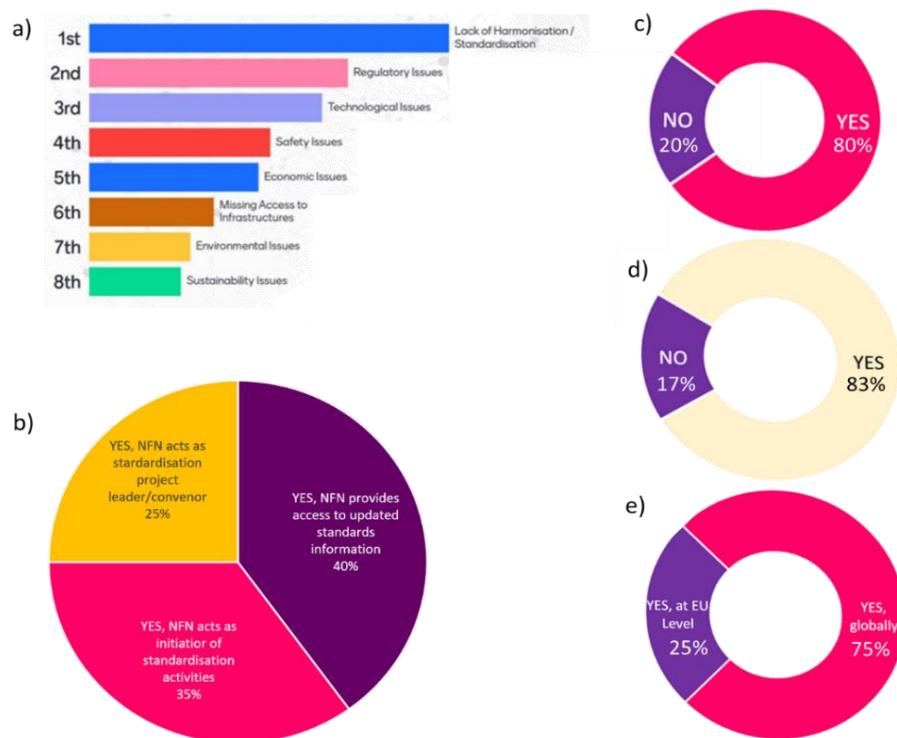 a)
1st
Lack of Harmonisation /
Standardisation
2nd
Regulatory Issues
3rd
Technological Issues
4th
Safety Issues
5th
Economic Issues
6th
Missing Access to
Infrastructures
7th
Environmental Issues
8th
Sustainability Issues
b)
YES, NFN acts as
stardardisation
project
leader/convenor
25%
YES, NFN provides
access to updated
standards
information
40%
YES, NFN acts as
initiatior of
standardisation
activities
35%
c)
NO
20%
YES
80%
d)
NO
17%
YES
83%
e)
YES, at EU
Level
25%
YES,
globally
75%